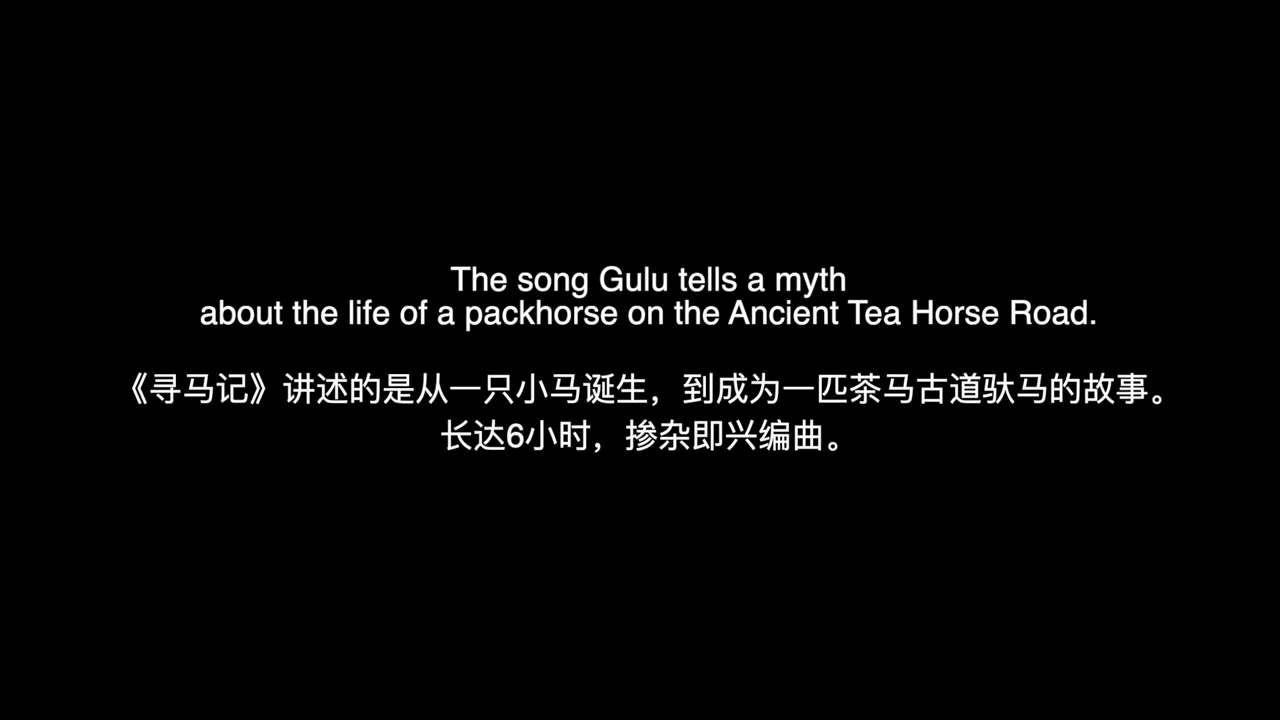 The song Gulu tells a myth
about the life of a packhorse on the Ancient Tea Horse Road.
《寻马记》讲述的是从一只小马诞生，到成为一匹茶马古道驮马的故事。
长达6小时，掺杂即兴编曲。